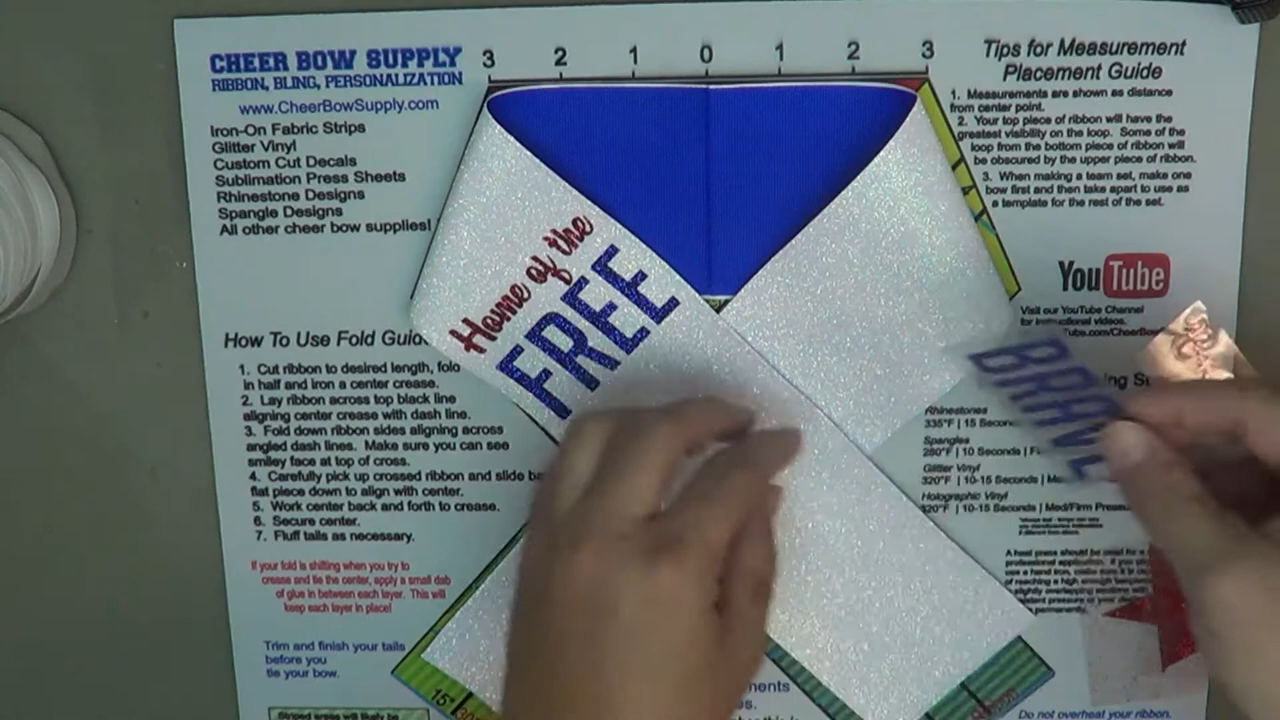 CHEER BOW SUPPLY
RIBBON, BLING, PERSONALIZATION
www.CheerBowSupply.com
Iron-On Fabric Strips
Glitter Vinyl
Custom Cut Decals
Sublimation Press Sheets
Rhinestone Designs
Spangle Designs
All other cheer bow supplies!
3 2 1 0 1 2 3
Tips for Measurement
Placement Guide
1. Measurements are shown as distance
from center point.
2. Your top piece of ribbon will have the
greatest visibility on the loop. Some of the
loop from the bottom piece of ribbon will
be obscured by the upper piece of ribbon.
3. When making a team set, make one
bow first and then take apart to use as
a template for the rest of the set.
YouTube
Visit our YouTube Channel
for instructional videos.
Home of the
FREE
BRAVE
How To Use Fold
1. Cut ribbon to desired length, fold
in half and iron a center crease.
2. Lay ribbon across top black line
aligning center crease with dash line.
3. Fold down ribbon sides aligning across
angled dash lines. Make sure you can see
smiley face at top of cross.
4. Carefully pick up crossed ribbon and slide
flat piece down to align with center.
5. Work center back and forth to crease.
6. Secure center.
7. Fluff tails as necessary.
If your fold is shifting when you try to
crease and tie the center, apply a small dab
of glue in between each layer. This will
keep each layer in place!
Trim and finish your tails
before you
tie your bow.
Rhinestones
335°F | 15
Spangles
280°F | 10 Seconds |
Glitter Vinyl
320°F | 10-15 Seconds |
Holographic Vinyl
320°F | 10-15 Seconds | Med/Firm
15°
Do not overheat your ribbon.